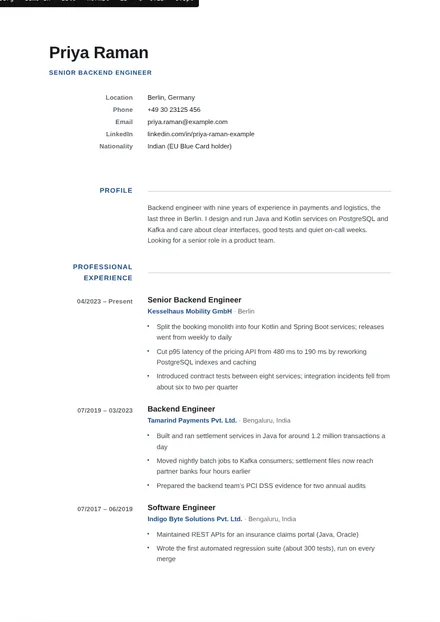 Priya Raman
SENIOR BACKEND ENGINEER
Location Berlin, Germany
Phone +49 30 23125 456
Email priya.raman@example.com
LinkedIn linkedin.com/in/priya-raman-example
Nationality Indian (EU Blue Card holder)
PROFILE
Backend engineer with nine years of experience in payments and logistics, the
last three in Berlin. I design and run Java and Kotlin services on PostgreSQL and
Kafka and care about clear interfaces, good tests and quiet on-call weeks.
Looking for a senior role in a product team.
PROFESSIONAL
EXPERIENCE
04/2023 – Present Senior Backend Engineer
Kesselhaus Mobility GmbH · Berlin
• Split the booking monolith into four Kotlin and Spring Boot services; releases
went from weekly to daily
• Cut p95 latency of the pricing API from 480 ms to 190 ms by reworking
PostgreSQL indexes and caching
• Introduced contract tests between eight services; integration incidents fell from
about six to two per quarter
07/2019 – 03/2023 Backend Engineer
Tamarind Payments Pvt. Ltd. · Bengaluru, India
• Built and ran settlement services in Java for around 1.2 million transactions a
day
• Moved nightly batch jobs to Kafka consumers; settlement files now reach
partner banks four hours earlier
• Prepared the backend team's PCI DSS evidence for two annual audits
07/2017 – 06/2019 Software Engineer
Indigo Byte Solutions Pvt. Ltd. · Bengaluru, India
• Maintained REST APIs for an insurance claims portal (Java, Oracle)
• Wrote the first automated regression suite (about 300 tests), run on every
merge